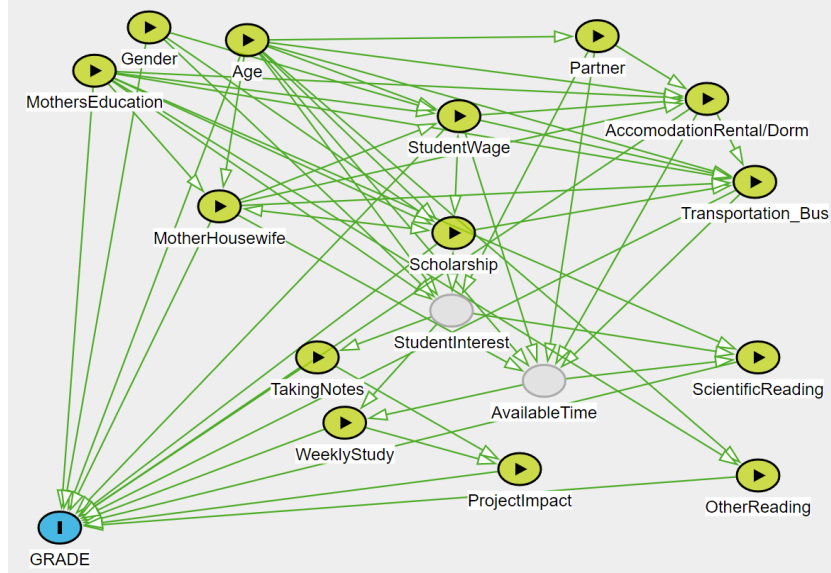 Gender
Age
Partner
MothersEducation
AccomodationRental/Dorm
StudentWage
MotherHousewife
Transportation_Bus
Scholarship
StudentInterest
TakingNotes
ScientificReading
AvailableTime
WeeklyStudy
ProjectImpact
OtherReading
GRADE